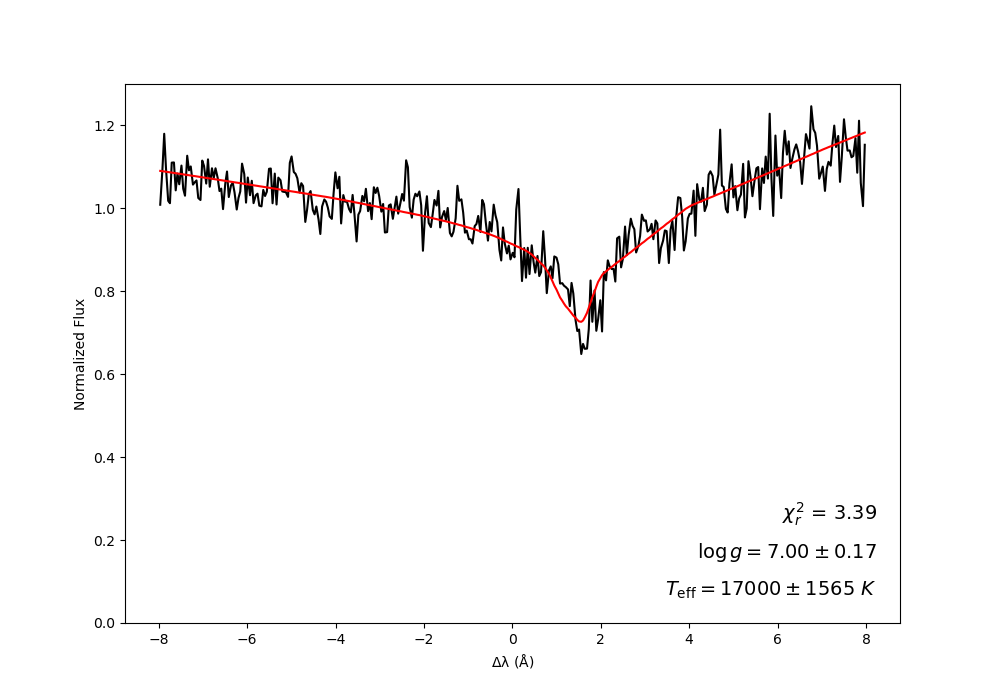 1.2
1.0
0.8
0.6
0.4
0.2
0.0
Normalized Flux
χ²ᵣ = 3.39
log g = 7.00 ± 0.17
T_eff = 17000 ± 1565 K
−8 −6 −4 −2 0 2 4 6 8
Δλ (Å)